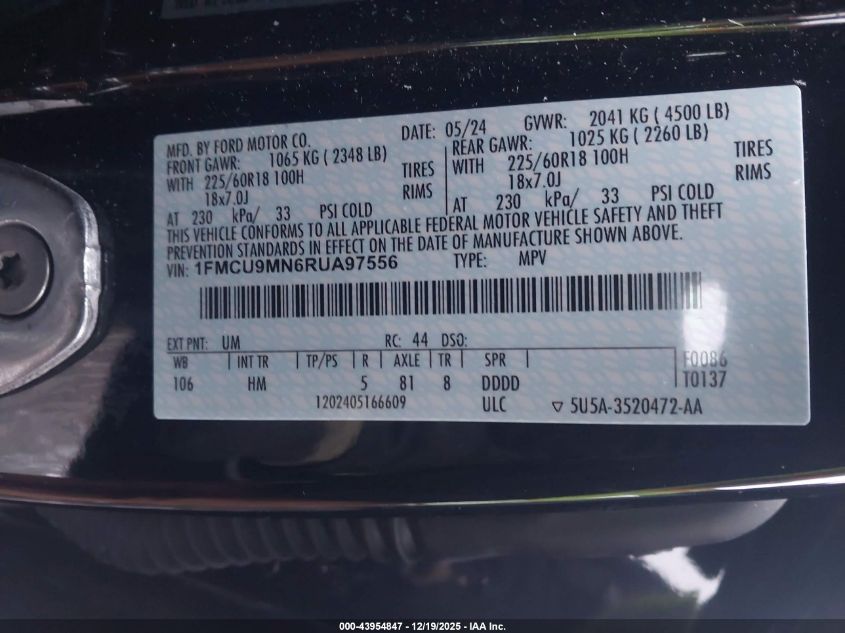 MFD. BY FORD MOTOR CO. DATE: 05/24 GVWR: 2041 KG ( 4500 LB)
FRONT GAWR: 1065 KG ( 2348 LB) REAR GAWR: 1025 KG ( 2260 LB)
WITH 225/60R18 100H TIRES WITH 225/60R18 100H TIRES
18x7.0J RIMS 18x7.0J RIMS
AT 230 kPa/ 33 PSI COLD AT 230 kPa/ 33 PSI COLD
THIS VEHICLE CONFORMS TO ALL APPLICABLE FEDERAL MOTOR VEHICLE SAFETY AND THEFT
PREVENTION STANDARDS IN EFFECT ON THE DATE OF MANUFACTURE SHOWN ABOVE.
VIN: 1FMCU9MN6RUA97556 TYPE: MPV
EXT PNT: UM RC: 44 DSO:
WB INT TR TP/PS R AXLE TR SPR F0086
106 HM 5 81 8 DDDD T0137
1202405166609 ULC ▽ 5U5A-3520472-AA
000-43954847 - 12/19/2025 - IAA Inc.